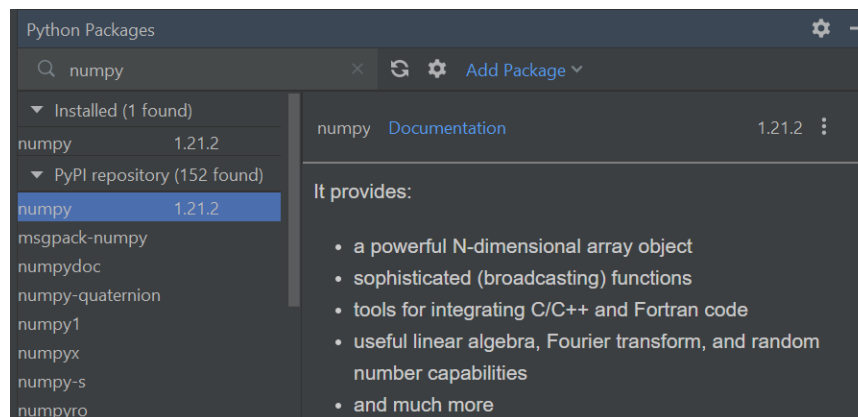 Python Packages
numpy
Add Package
Installed (1 found)
numpy 1.21.2
PyPI repository (152 found)
numpy 1.21.2
msgpack-numpy
numpydoc
numpy-quaternion
numpy1
numpyx
numpy-s
numpyro
numpy Documentation 1.21.2
It provides:
• a powerful N-dimensional array object
• sophisticated (broadcasting) functions
• tools for integrating C/C++ and Fortran code
• useful linear algebra, Fourier transform, and random
number capabilities
• and much more